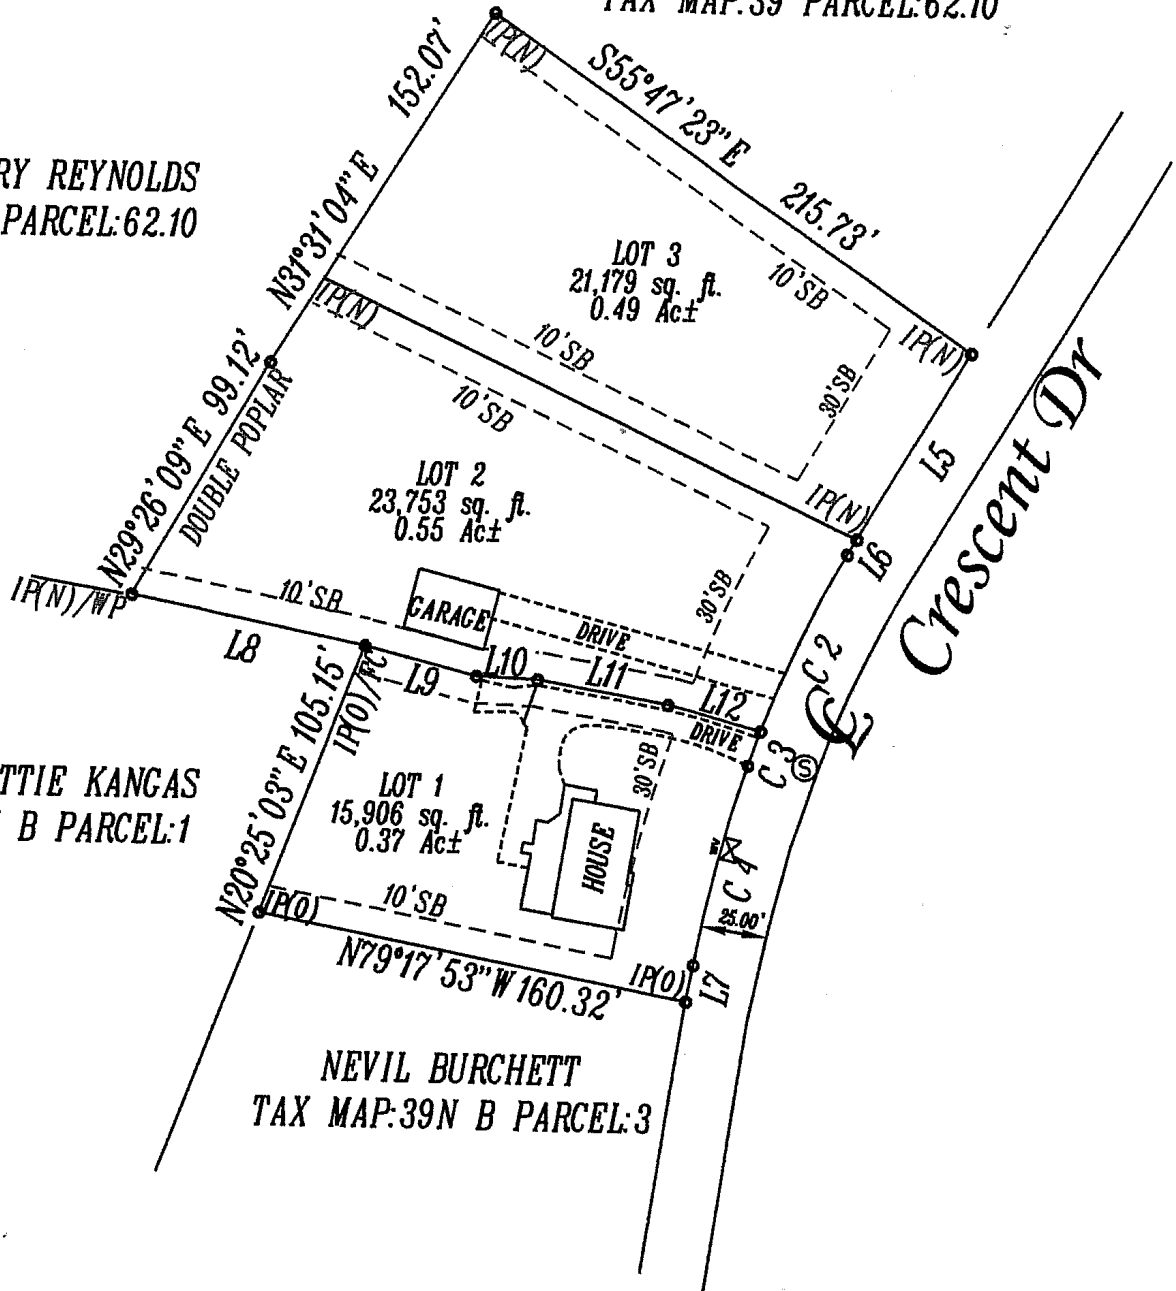 TAX MAP:39 PARCEL:62.10
IP(N)
152.07'
S55°47'23"E
215.73'
RY REYNOLDS
PARCEL:62.10
N31°31'04"E
LOT 3
21,179 sq. ft.
0.49 Ac±
10'SB
IP(N)
10'SB
IP(N)
30'SB
L5
10'SB
99.12'
N29°26'09"E
DOUBLE POPLAR
LOT 2
23,753 sq. ft.
0.55 Ac±
IP(N)
L6
Crescent Dr
IP(N)/WP
10'SB
GARAGE
DRIVE
30'SB
L8
L9
L10
L11
L12
C 2
℄
DRIVE
C 3
S
IP(O)/FC
N20°25'03"E 105.15'
TTIE KANGAS
B PARCEL:1
LOT 1
15,906 sq. ft.
0.37 Ac±
30'SB
HOUSE
WV
C 4
25.00'
IP(O)
10'SB
N79°17'53"W 160.32'
IP(O)
L7
NEVIL BURCHETT
TAX MAP:39N B PARCEL:3